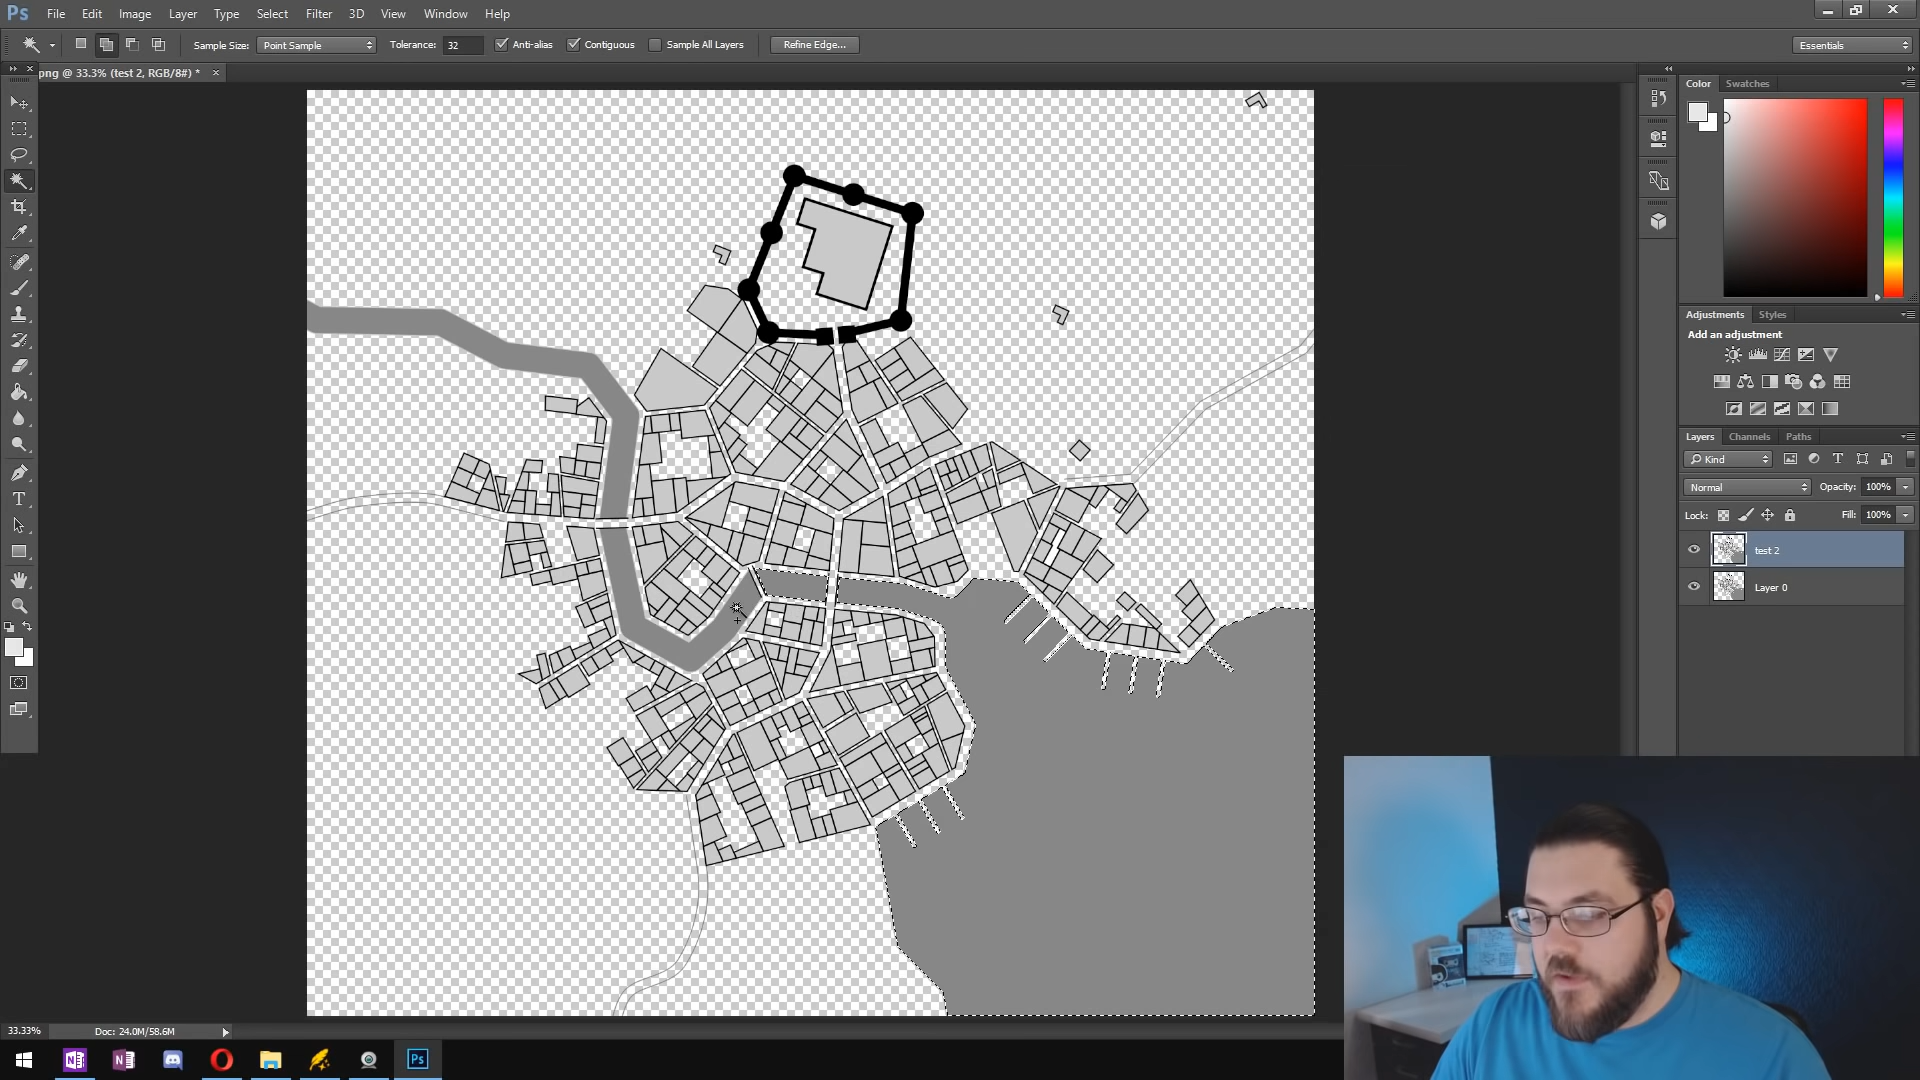 Ps File Edit Image Layer Type Select Filter 3D View Window Help
Sample Size: Point Sample Tolerance: 32 Anti-alias Contiguous Sample All Layers Refine Edge... Essentials
png @ 33.3% (test 2, RGB/8#) * ×
Color Swatches
Adjustments Styles
Add an adjustment
Layers Channels Paths
Kind
Normal Opacity: 100%
Lock: Fill: 100%
test 2
Layer 0
33.33% Doc: 24.0M/58.6M
Ps